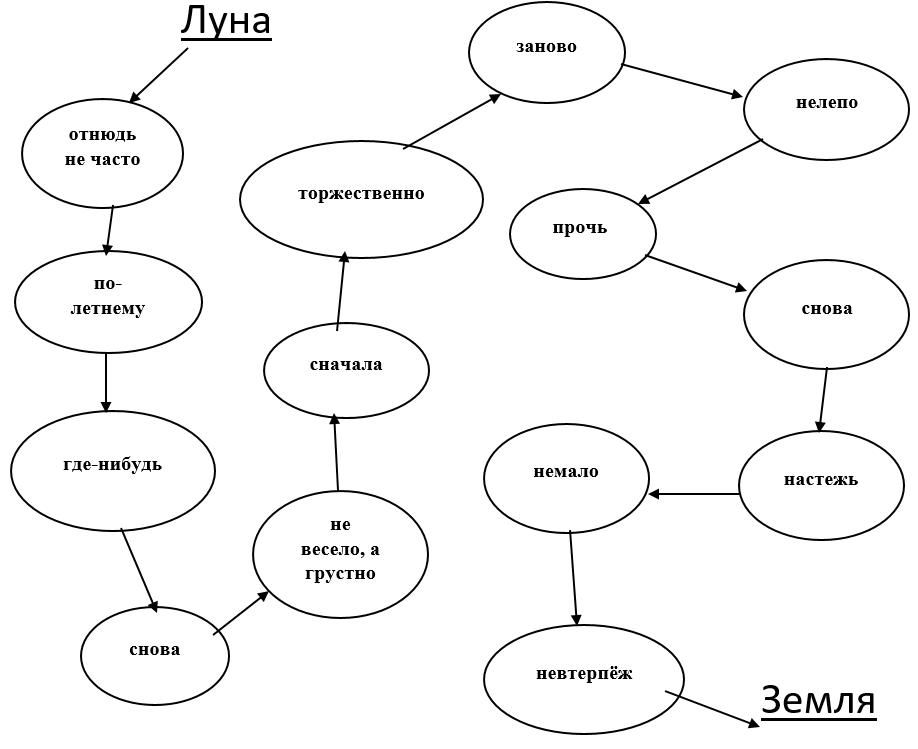 Луна
отнюдь
не часто
по-
летнему
где-нибудь
снова
не
весело, а
грустно
сначала
торжественно
заново
нелепо
прочь
снова
настежь
немало
невтерпёж
Земля